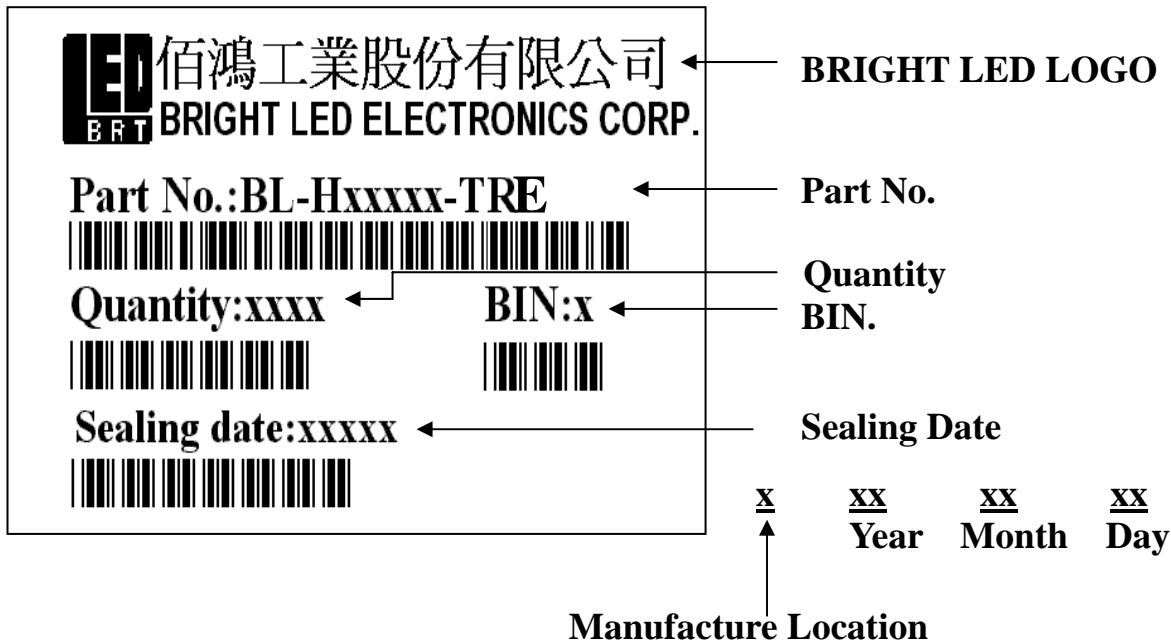 LED
BRT
佰鴻工業股份有限公司
BRIGHT LED ELECTRONICS CORP.
BRIGHT LED LOGO
Part No.:BL-Hxxxxx-TRE
Part No.
Quantity
Quantity:xxxx
BIN:x
BIN.
Sealing date:xxxxx
Sealing Date
x xx xx xx
Year Month Day
Manufacture Location